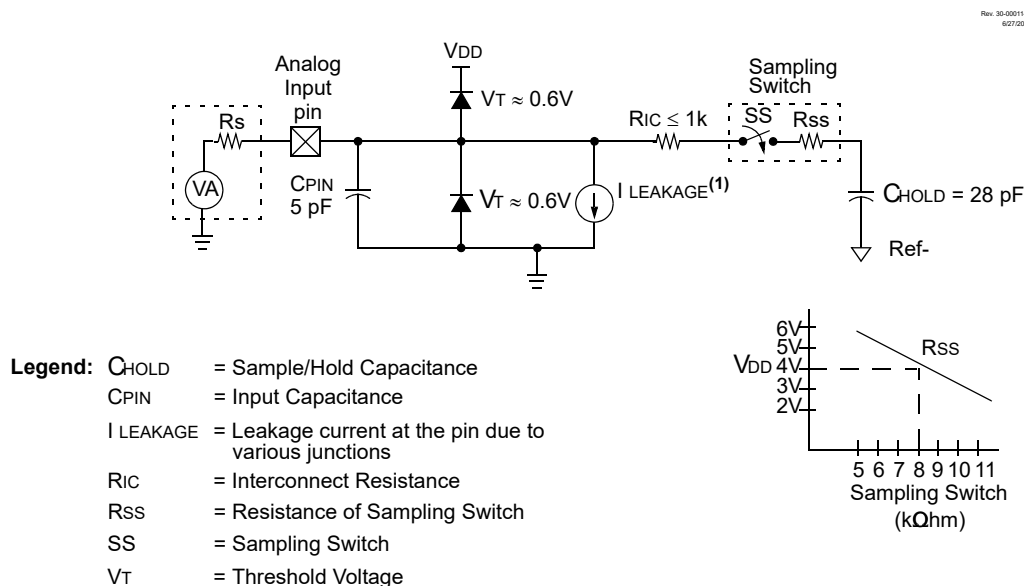 Rev. 30-00011
6/27/20
VDD
Analog
Input
pin
Sampling
Switch
VT ≈ 0.6V
Rs
RIC ≤ 1k
SS
Rss
VA
CPIN
5 pF
VT ≈ 0.6V
I LEAKAGE(1)
CHOLD = 28 pF
Ref-
6V
5V
VDD 4V
3V
2V
RSS
5 6 7 8 9 10 11
Sampling Switch
(kΩhm)
Legend: CHOLD = Sample/Hold Capacitance
CPIN = Input Capacitance
I LEAKAGE = Leakage current at the pin due to
various junctions
RIC = Interconnect Resistance
RSS = Resistance of Sampling Switch
SS = Sampling Switch
VT = Threshold Voltage